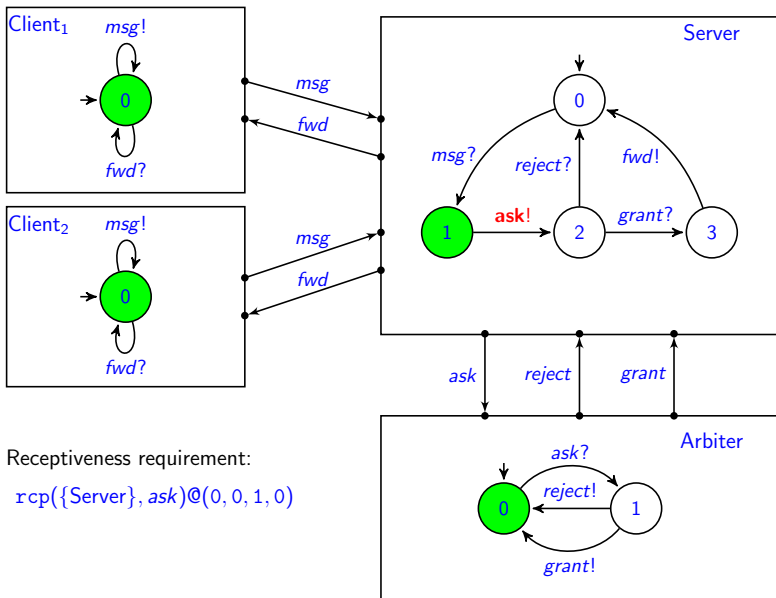 Client₁
msg!
0
fwd?
msg
fwd
Server
0
msg?
reject?
fwd!
1
ask!
2
grant?
3
Client₂
msg!
0
fwd?
msg
fwd
ask
reject
grant
Arbiter
ask?
0
reject!
1
grant!
Receptiveness requirement:
rcp({Server}, ask)@(0, 0, 1, 0)